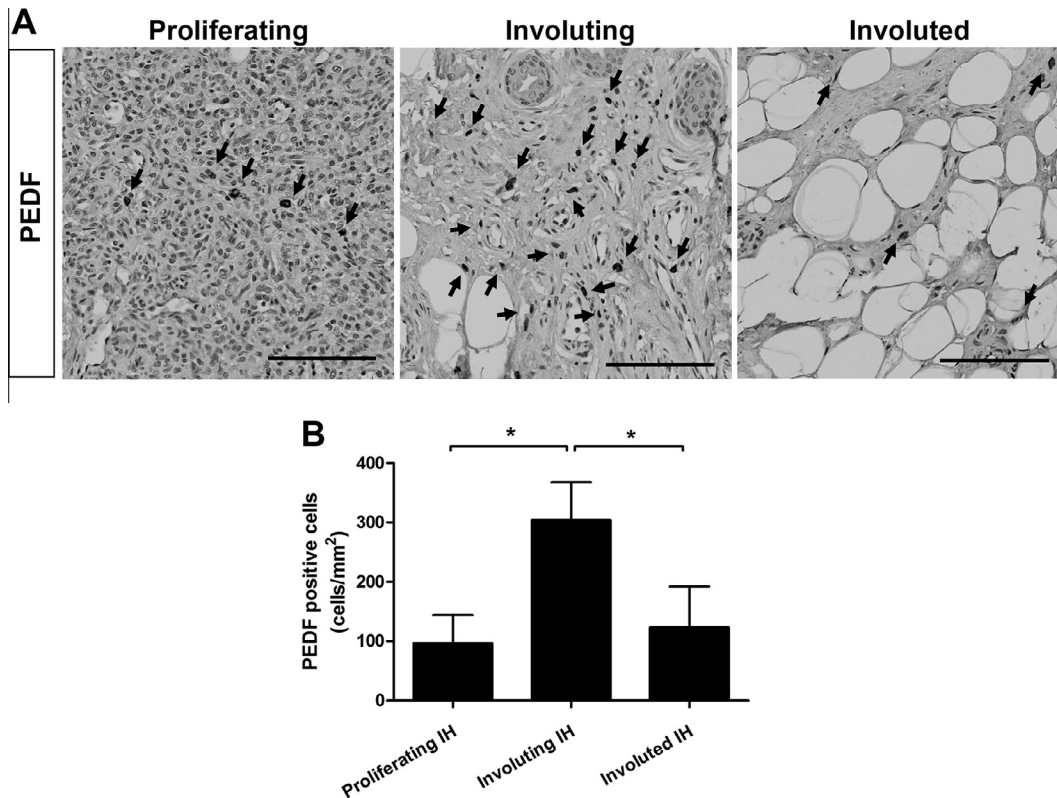 A
Proliferating
Involuting
Involuted
PEDF
B
*
*
PEDF positive cells
(cells/mm²)
400
300
200
100
0
Proliferating IH
Involuting IH
Involuted IH